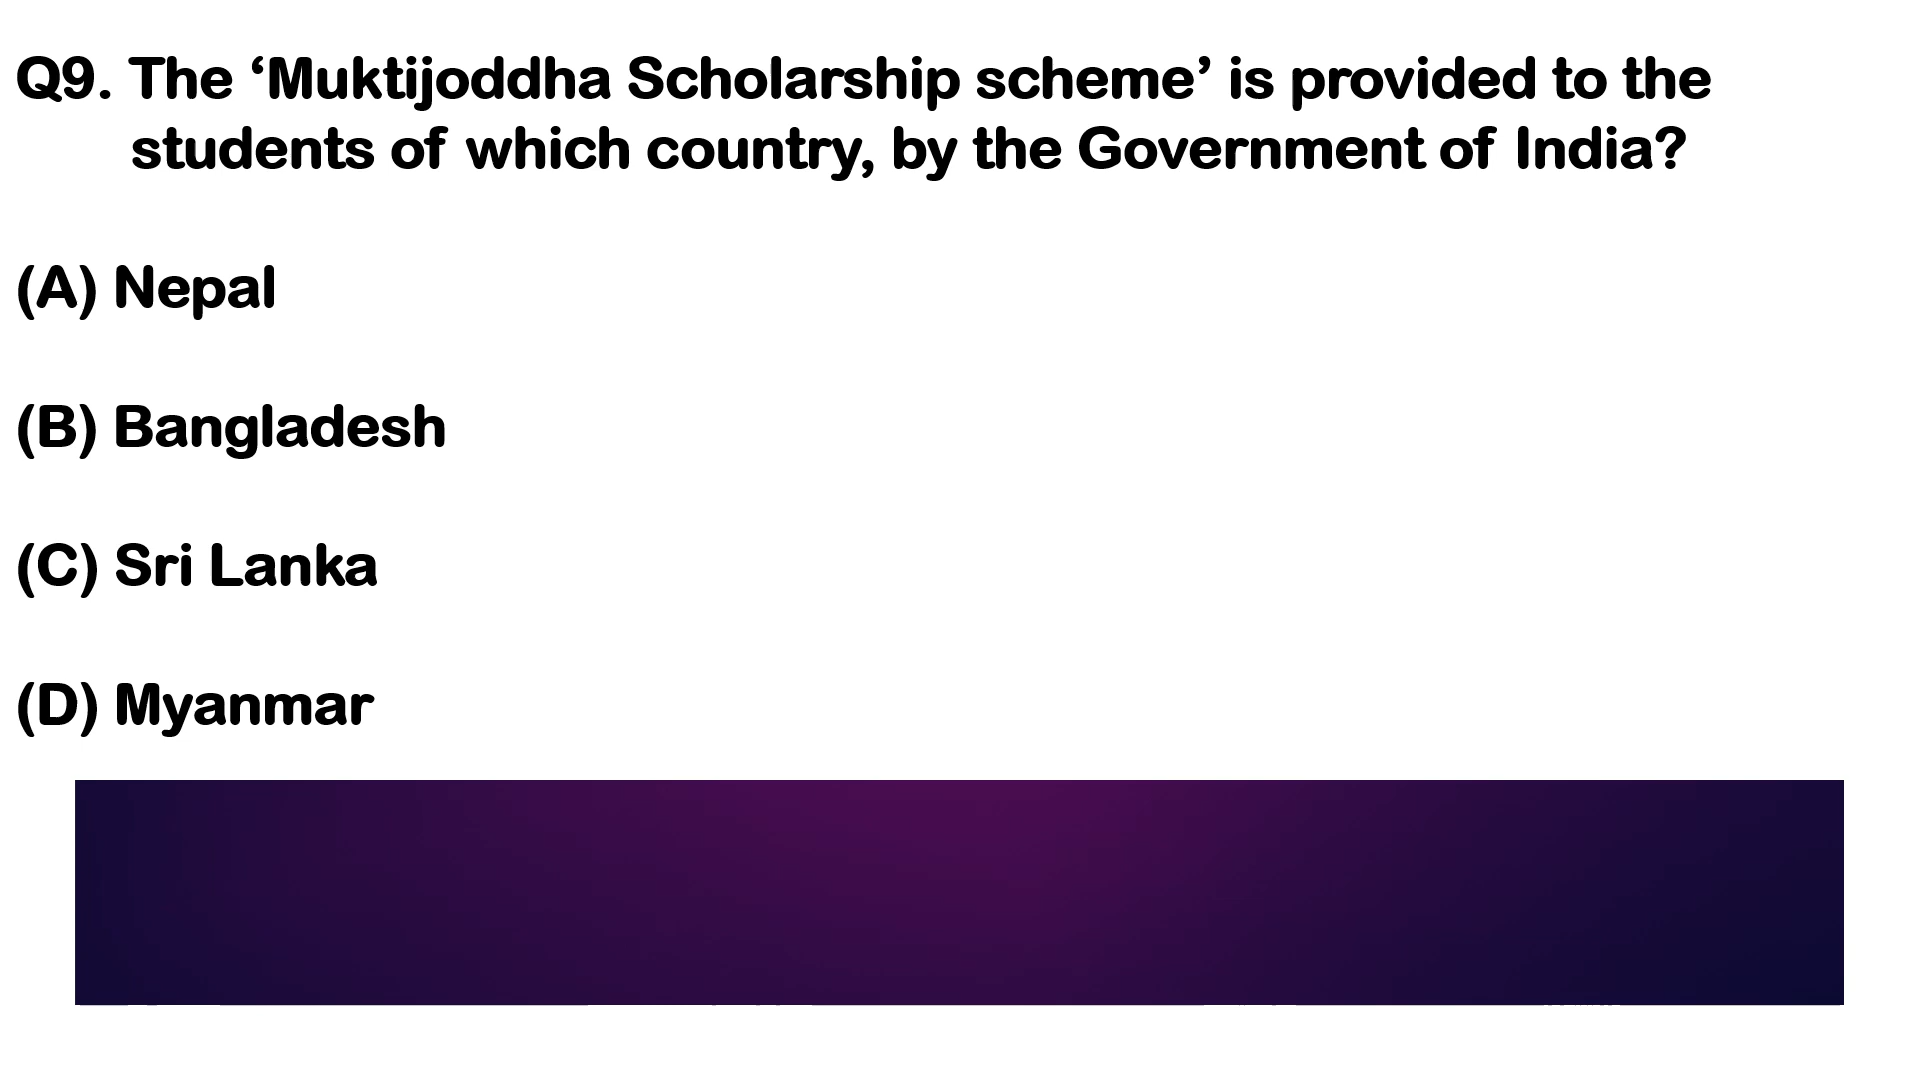 Q9. The ‘Muktijoddha Scholarship scheme’ is provided to the
students of which country, by the Government of India?
(A) Nepal
(B) Bangladesh
(C) Sri Lanka
(D) Myanmar